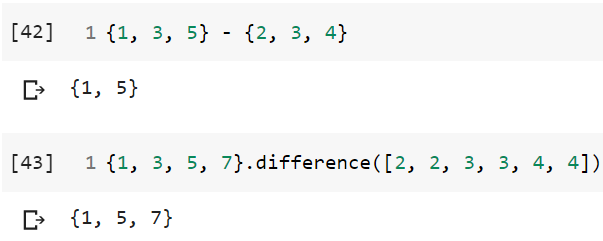 [42] 1 {1, 3, 5} - {2, 3, 4}
{1, 5}
[43] 1 {1, 3, 5, 7}.difference([2, 2, 3, 3, 4, 4])
{1, 5, 7}